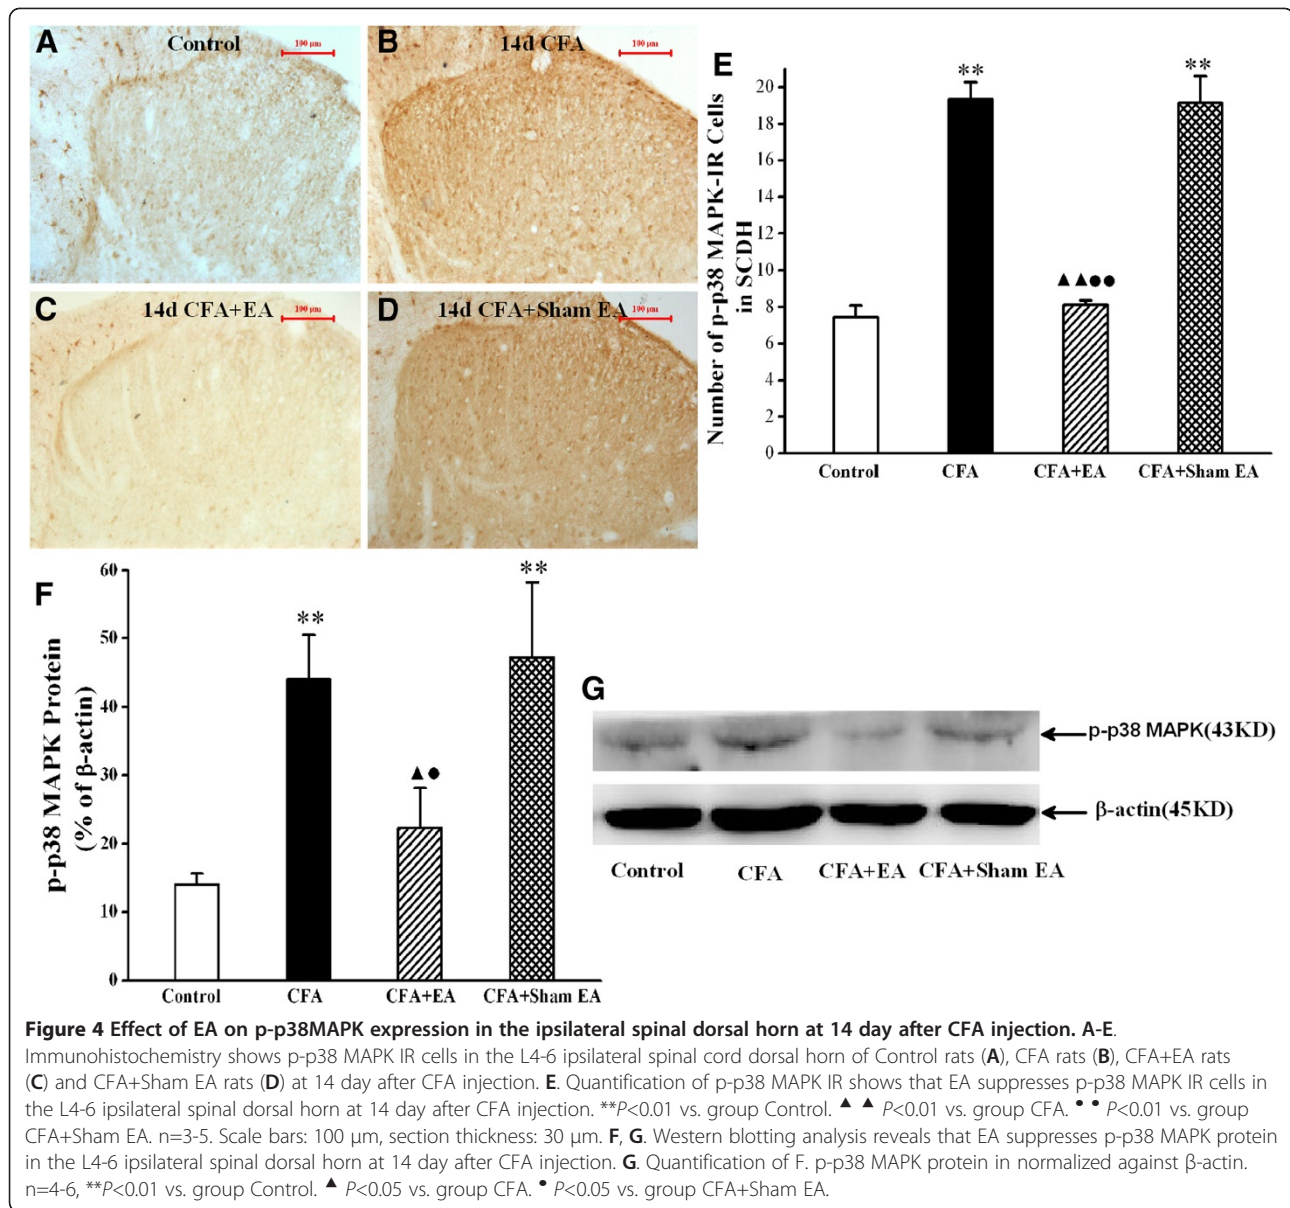 A
Control
100 µm
B
14d CFA
100 µm
C
14d CFA+EA
100 µm
D
14d CFA+Sham EA
100 µm
E
Number of p-p38 MAPK-IR Cells
in SCDH
20
18
16
14
12
10
8
6
4
2
0
**
▲▲●●
**
Control
CFA
CFA+EA
CFA+Sham EA
F
p-p38 MAPK Protein
(% of β-actin)
60
50
40
30
20
10
0
**
▲●
**
Control
CFA
CFA+EA
CFA+Sham EA
G
p-p38 MAPK(43KD)
β-actin(45KD)
Control
CFA
CFA+EA
CFA+Sham EA
Figure 4 Effect of EA on p-p38MAPK expression in the ipsilateral spinal dorsal horn at 14 day after CFA injection. A-E.
Immunohistochemistry shows p-p38 MAPK IR cells in the L4-6 ipsilateral spinal cord dorsal horn of Control rats (A), CFA rats (B), CFA+EA rats
(C) and CFA+Sham EA rats (D) at 14 day after CFA injection. E. Quantification of p-p38 MAPK IR shows that EA suppresses p-p38 MAPK IR cells in
the L4-6 ipsilateral spinal dorsal horn at 14 day after CFA injection. **P<0.01 vs. group Control. ▲ ▲ P<0.01 vs. group CFA. • • P<0.01 vs. group
CFA+Sham EA. n=3-5. Scale bars: 100 μm, section thickness: 30 μm. F, G. Western blotting analysis reveals that EA suppresses p-p38 MAPK protein
in the L4-6 ipsilateral spinal dorsal horn at 14 day after CFA injection. G. Quantification of F. p-p38 MAPK protein in normalized against β-actin.
n=4-6, **P<0.01 vs. group Control. ▲ P<0.05 vs. group CFA. • P<0.05 vs. group CFA+Sham EA.